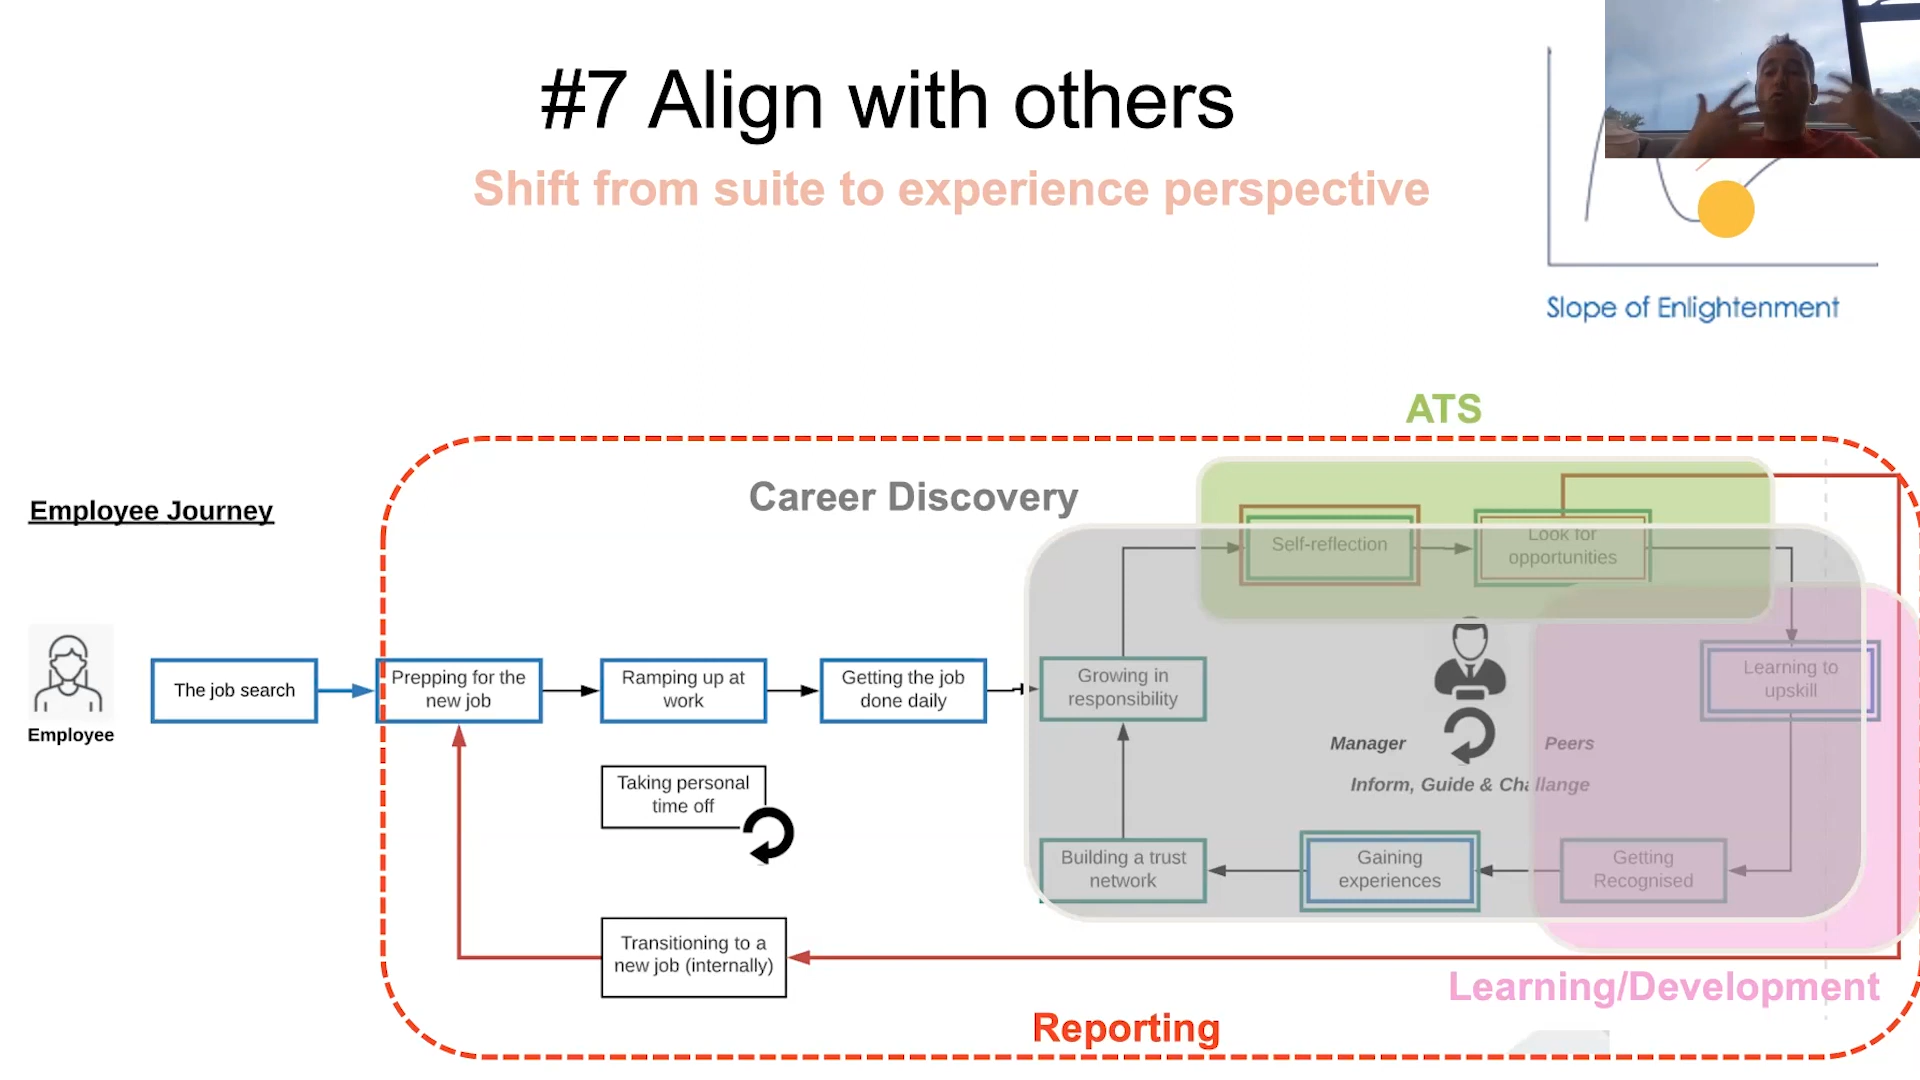 #7 Align with others
Shift from suite to experience perspective
Slope of Enlightenment
ATS
Career Discovery
Employee Journey
Self-reflection
Look for
opportunities
Employee
The job search
Prepping for the
new job
Ramping up at
work
Getting the job
done daily
Growing in
responsibility
Learning to
upskill
Manager
Peers
Inform, Guide & Challange
Taking personal
time off
Building a trust
network
Gaining
experiences
Getting
Recognised
Transitioning to a
new job (internally)
Learning/Development
Reporting